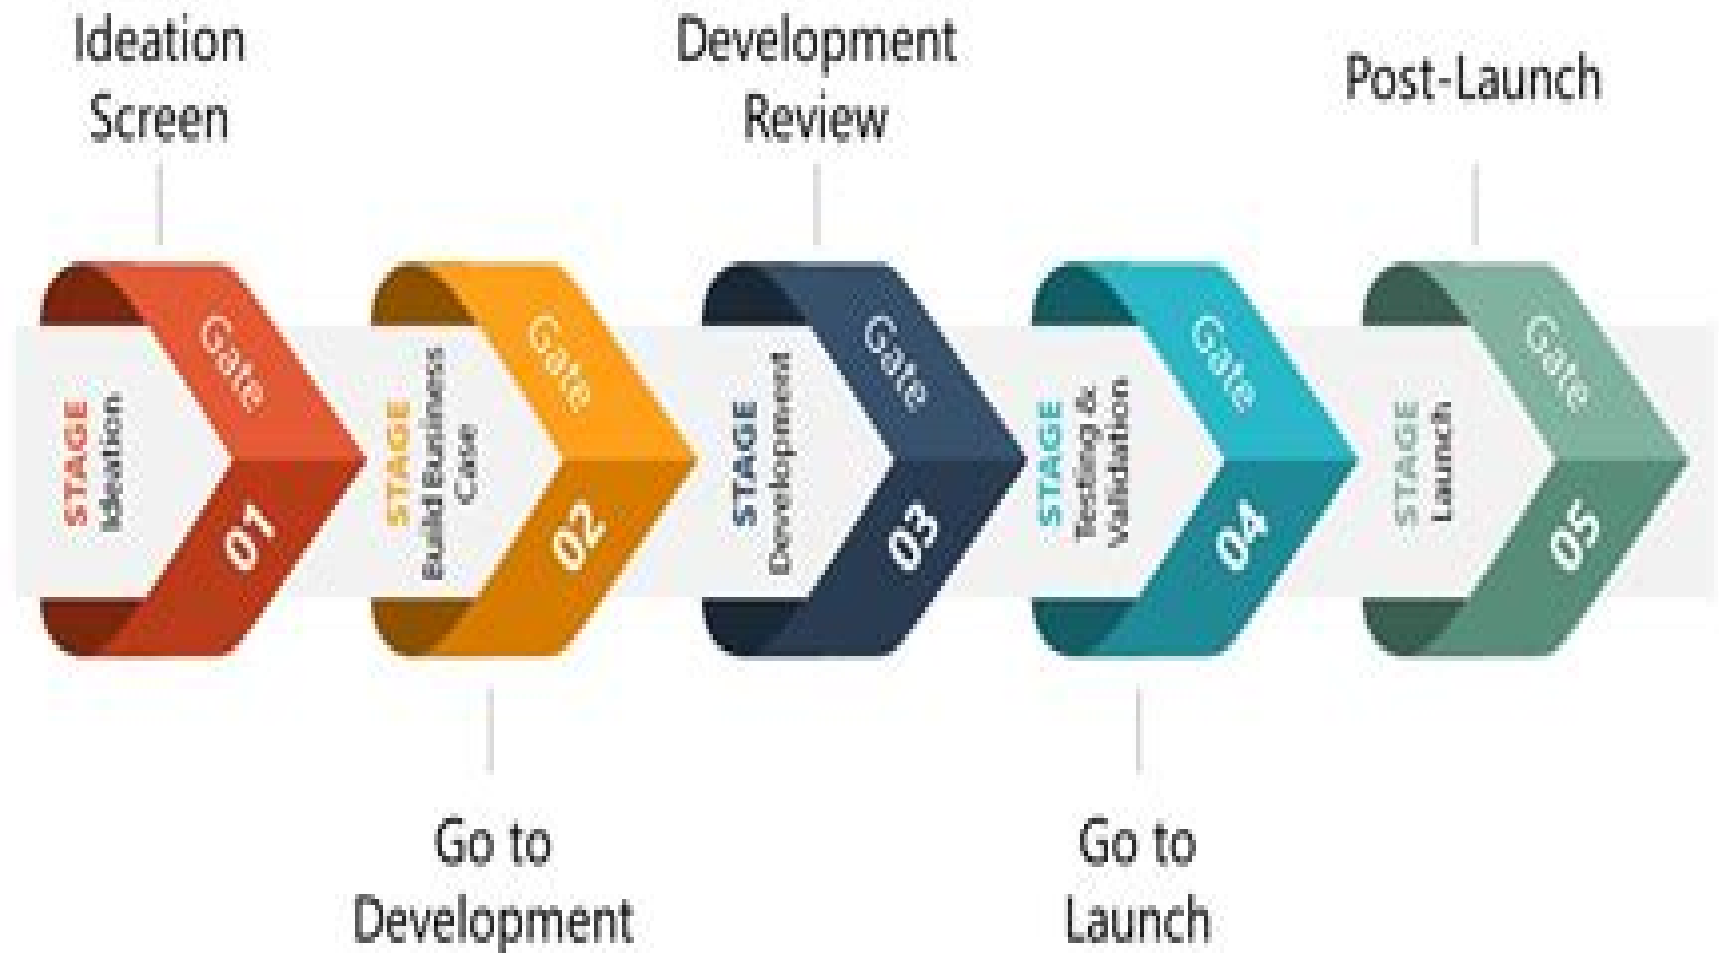 Ideation
Screen
Development
Review
Post-Launch
STAGE
Ideation
Gate
01
STAGE
Build Business
Case
Gate
02
STAGE
Development
Gate
03
STAGE
Testing &
Validation
Gate
04
STAGE
Launch
Gate
05
Go to
Development
Go to
Launch